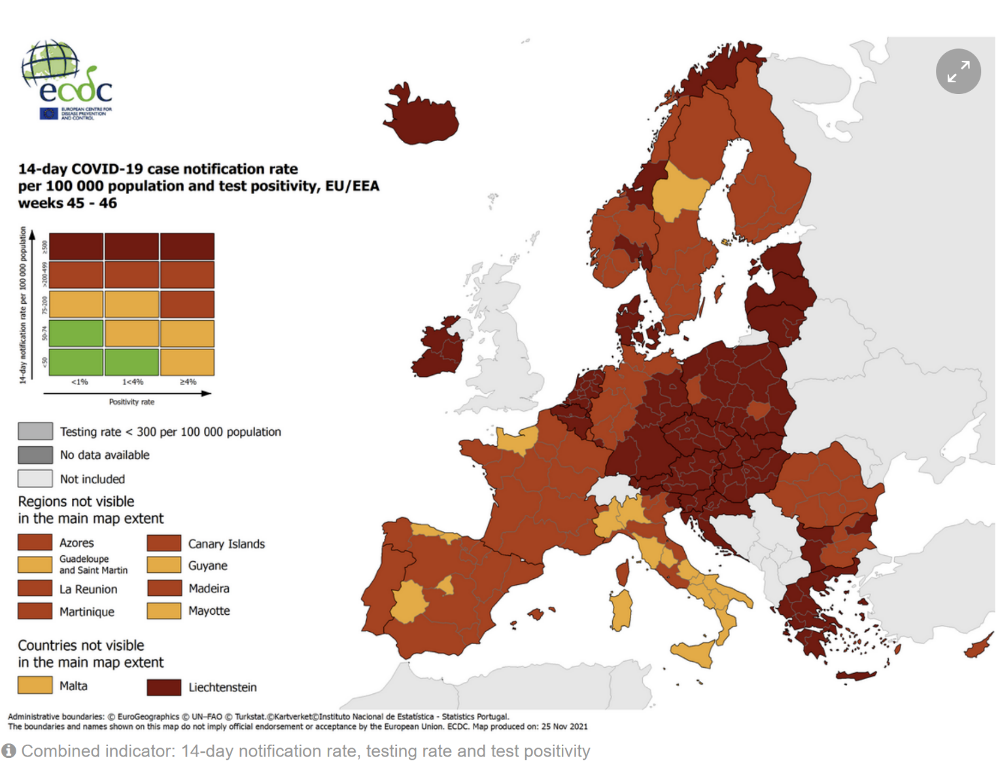 ecdc
EUROPEAN CENTRE FOR
DISEASE PREVENTION
AND CONTROL
14-day COVID-19 case notification rate
per 100 000 population and test positivity, EU/EEA
weeks 45 - 46
14-day notification rate per 100 000 population
≥500
>200-499
75-200
50-74
<50
<1%
1<4%
≥4%
Positivity rate
Testing rate < 300 per 100 000 population
No data available
Not included
Regions not visible
in the main map extent
Azores
Canary Islands
Guadeloupe
and Saint Martin
Guyane
La Reunion
Madeira
Martinique
Mayotte
Countries not visible
in the main map extent
Malta
Liechtenstein
Administrative boundaries: © EuroGeographics © UN–FAO © Turkstat.©Kartverket©Instituto Nacional de Estatística - Statistics Portugal.
The boundaries and names shown on this map do not imply official endorsement or acceptance by the European Union. ECDC. Map produced on: 25 Nov 2021
Combined indicator: 14-day notification rate, testing rate and test positivity